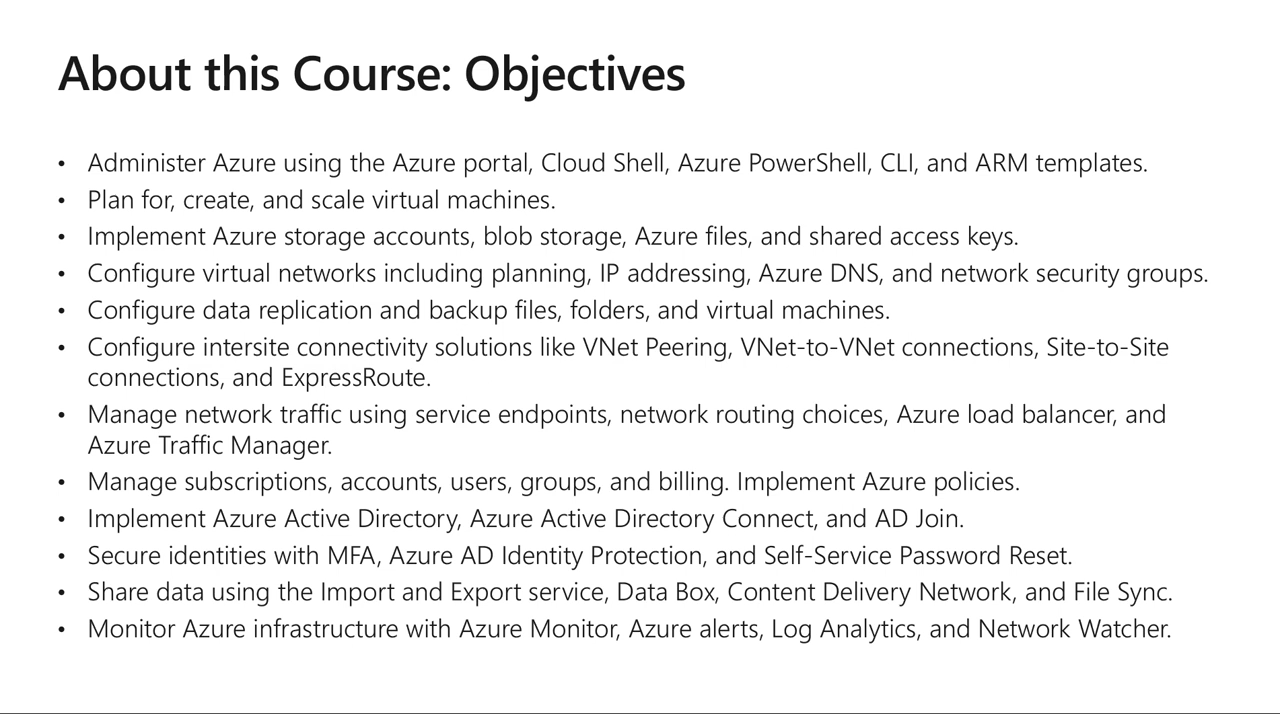 About this Course: Objectives
• Administer Azure using the Azure portal, Cloud Shell, Azure PowerShell, CLI, and ARM templates.
• Plan for, create, and scale virtual machines.
• Implement Azure storage accounts, blob storage, Azure files, and shared access keys.
• Configure virtual networks including planning, IP addressing, Azure DNS, and network security groups.
• Configure data replication and backup files, folders, and virtual machines.
• Configure intersite connectivity solutions like VNet Peering, VNet-to-VNet connections, Site-to-Site
connections, and ExpressRoute.
• Manage network traffic using service endpoints, network routing choices, Azure load balancer, and
Azure Traffic Manager.
• Manage subscriptions, accounts, users, groups, and billing. Implement Azure policies.
• Implement Azure Active Directory, Azure Active Directory Connect, and AD Join.
• Secure identities with MFA, Azure AD Identity Protection, and Self-Service Password Reset.
• Share data using the Import and Export service, Data Box, Content Delivery Network, and File Sync.
• Monitor Azure infrastructure with Azure Monitor, Azure alerts, Log Analytics, and Network Watcher.